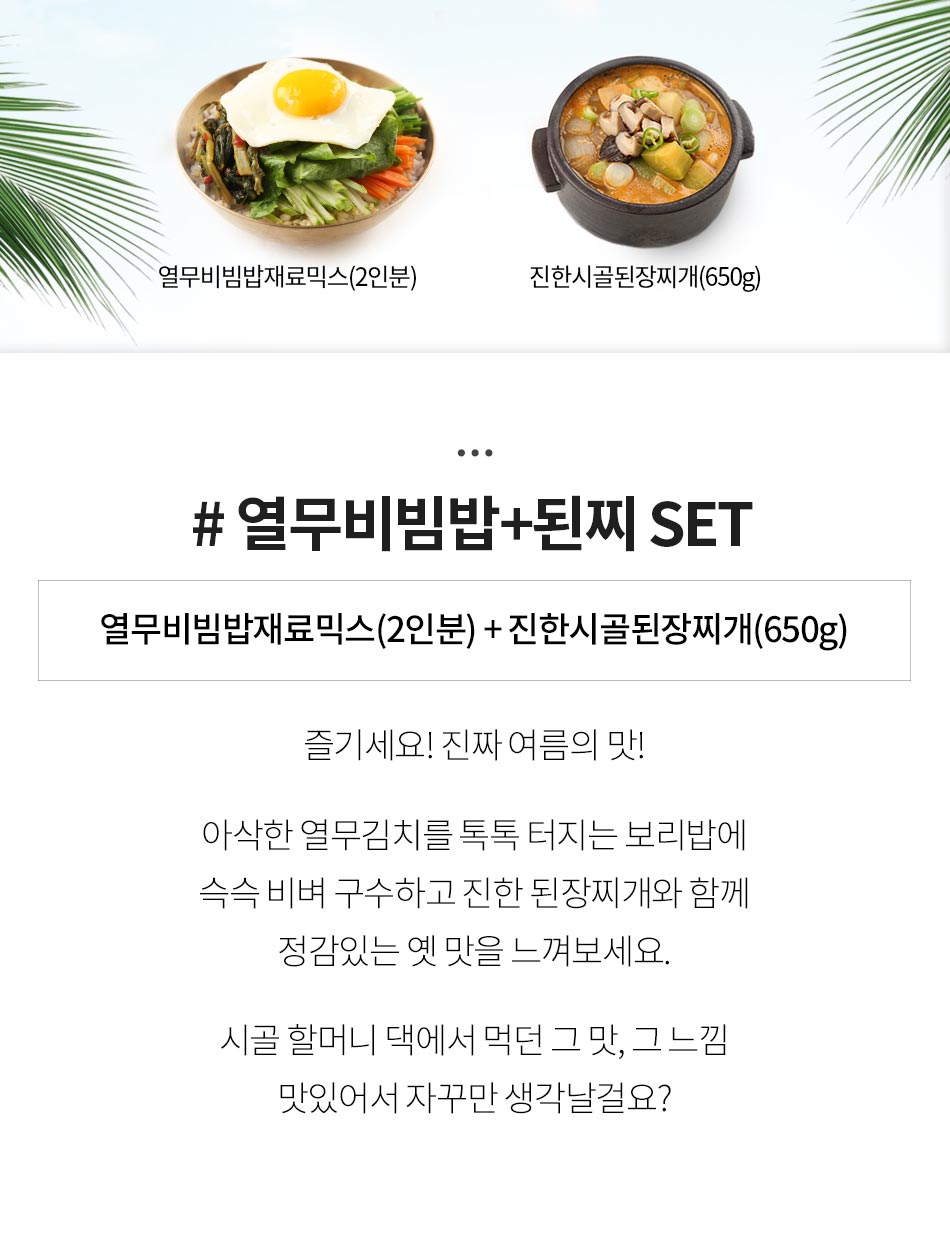 열무비빔밥재료믹스(2인분)
진한시골된장찌개(650g)
...
# 열무비빔밥+된찌 SET
열무비빔밥재료믹스(2인분) + 진한시골된장찌개(650g)
즐기세요! 진짜 여름의 맛!
아삭한 열무김치를 톡톡 터지는 보리밥에
슥슥 비벼 구수하고 진한 된장찌개와 함께
정감있는 옛 맛을 느껴보세요.
시골 할머니 댁에서 먹던 그 맛, 그 느낌
맛있어서 자꾸만 생각날걸요?